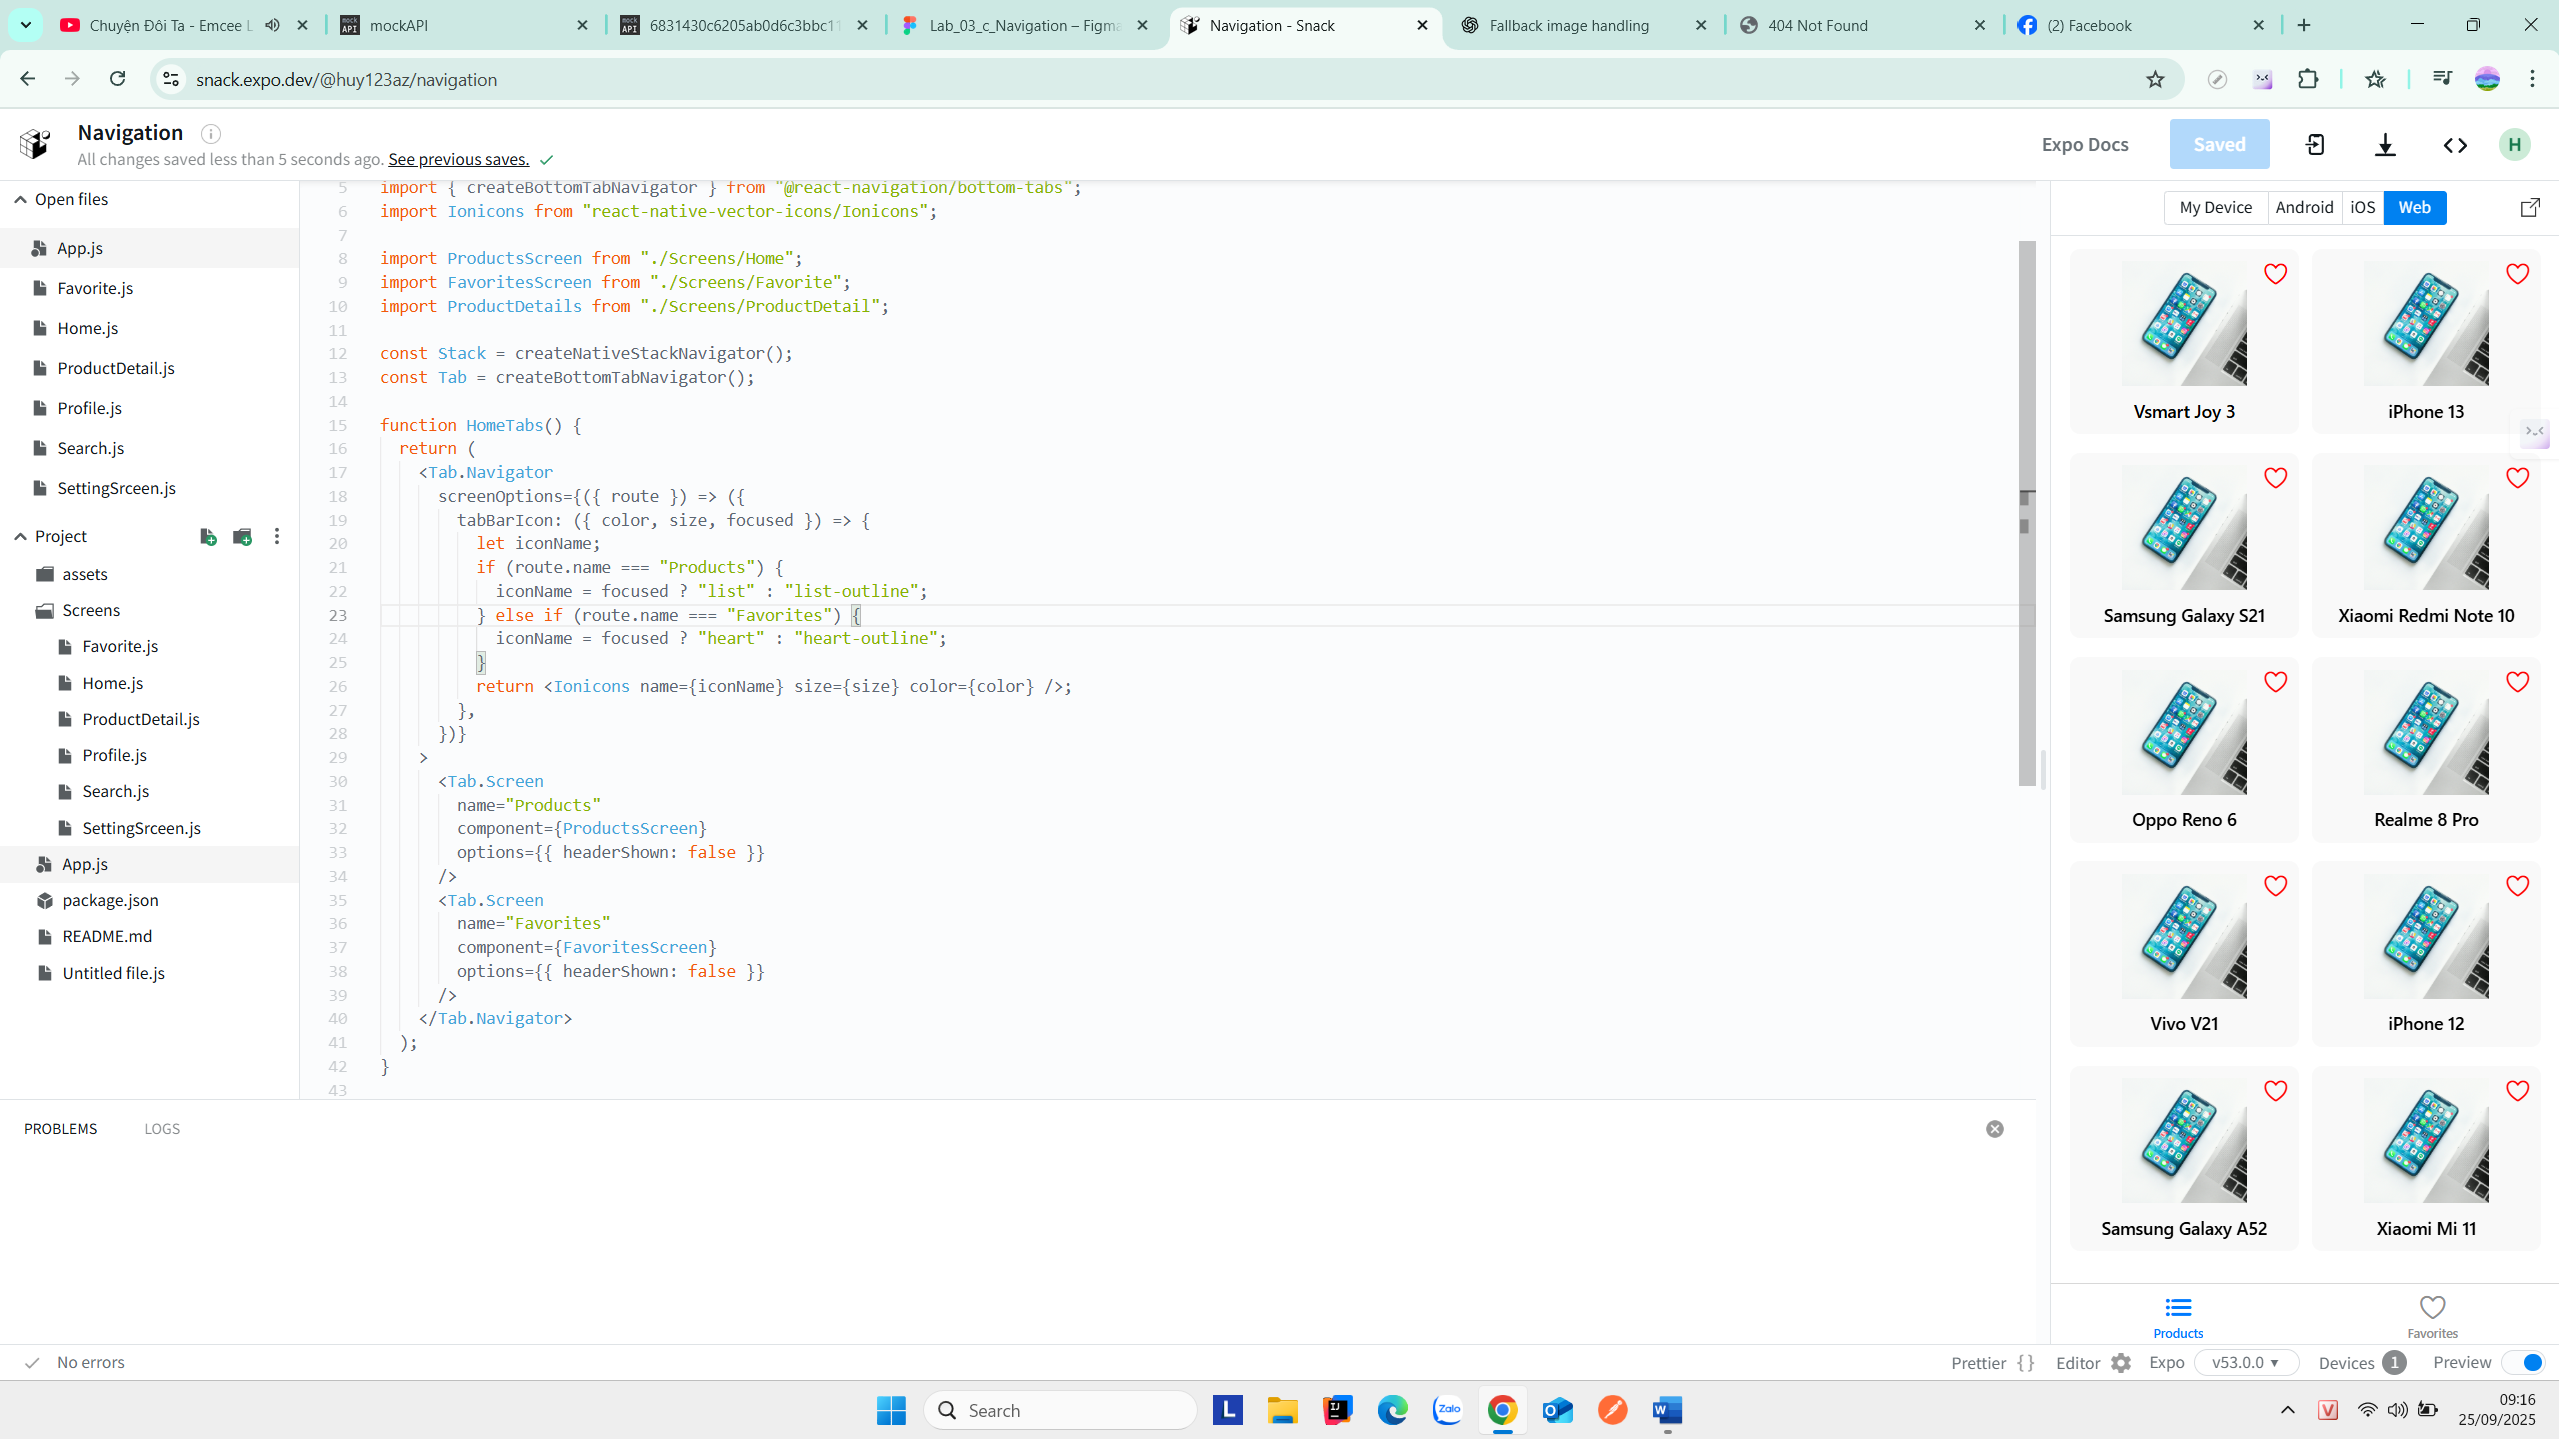 Chuyện Đôi Ta - Emcee L
mockAPI
6831430c6205ab0d6c3bbc11
Lab_03_c_Navigation – Figma
Navigation - Snack
Fallback image handling
404 Not Found
(2) Facebook
snack.expo.dev/@huy123az/navigation
Navigation
All changes saved less than 5 seconds ago. See previous saves.
Expo Docs
Saved
H
Open files
App.js
Favorite.js
Home.js
ProductDetail.js
Profile.js
Search.js
SettingSrceen.js
Project
assets
Screens
Favorite.js
Home.js
ProductDetail.js
Profile.js
Search.js
SettingSrceen.js
App.js
package.json
README.md
Untitled file.js
5 import { createBottomTabNavigator } from "@react-navigation/bottom-tabs";
6 import Ionicons from "react-native-vector-icons/Ionicons";
7
8 import ProductsScreen from "./Screens/Home";
9 import FavoritesScreen from "./Screens/Favorite";
10 import ProductDetails from "./Screens/ProductDetail";
11
12 const Stack = createNativeStackNavigator();
13 const Tab = createBottomTabNavigator();
14
15 function HomeTabs() {
16 return (
17 <Tab.Navigator
18 screenOptions={({ route }) => ({
19 tabBarIcon: ({ color, size, focused }) => {
20 let iconName;
21 if (route.name === "Products") {
22 iconName = focused ? "list" : "list-outline";
23 } else if (route.name === "Favorites") {
24 iconName = focused ? "heart" : "heart-outline";
25 }
26 return <Ionicons name={iconName} size={size} color={color} />;
27 },
28 })}
29 >
30 <Tab.Screen
31 name="Products"
32 component={ProductsScreen}
33 options={{ headerShown: false }}
34 />
35 <Tab.Screen
36 name="Favorites"
37 component={FavoritesScreen}
38 options={{ headerShown: false }}
39 />
40 </Tab.Navigator>
41 );
42 }
43
PROBLEMS
LOGS
My Device
Android
iOS
Web
Vsmart Joy 3
iPhone 13
Samsung Galaxy S21
Xiaomi Redmi Note 10
Oppo Reno 6
Realme 8 Pro
Vivo V21
iPhone 12
Samsung Galaxy A52
Xiaomi Mi 11
Products
Favorites
No errors
Prettier {}
Editor
Expo
v53.0.0
Devices 1
Preview
Search
09:16
25/09/2025